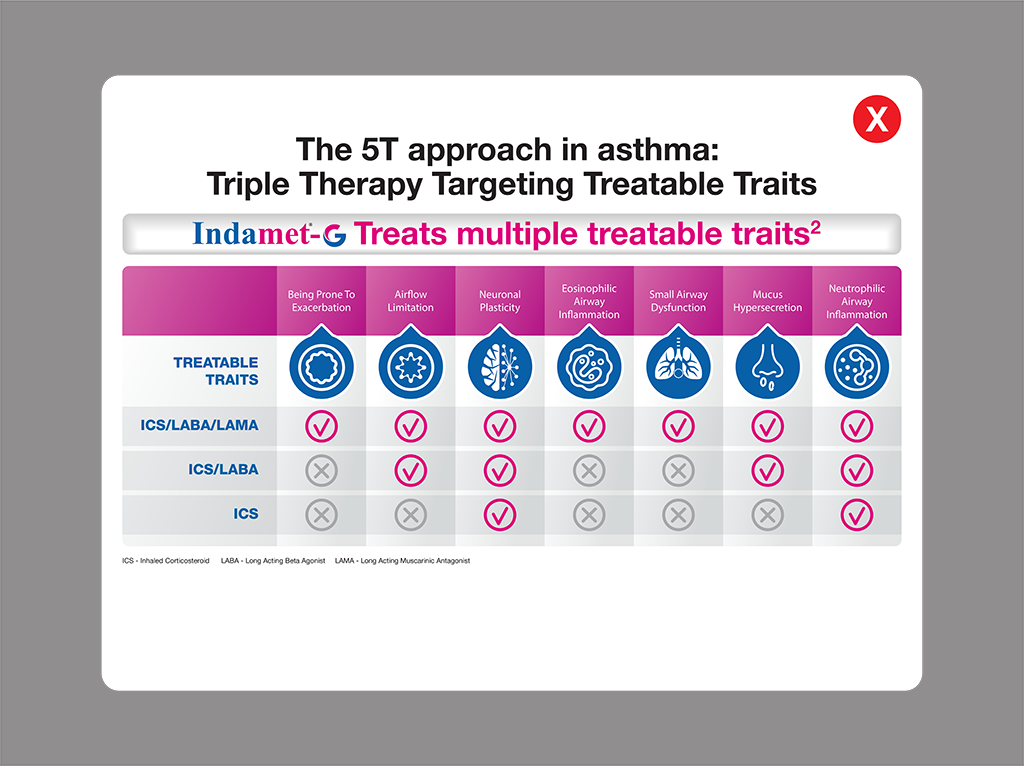 X
The 5T approach in asthma:
Triple Therapy Targeting Treatable Traits
Indamet®-G Treats multiple treatable traits²
Being Prone To
Exacerbation
Airflow
Limitation
Neuronal
Plasticity
Eosinophilic
Airway
Inflammation
Small Airway
Dysfunction
Mucus
Hypersecretion
Neutrophilic
Airway
Inflammation
TREATABLE
TRAITS
ICS/LABA/LAMA
ICS/LABA
ICS
ICS - Inhaled Corticosteroid LABA - Long Acting Beta Agonist LAMA - Long Acting Muscarinic Antagonist